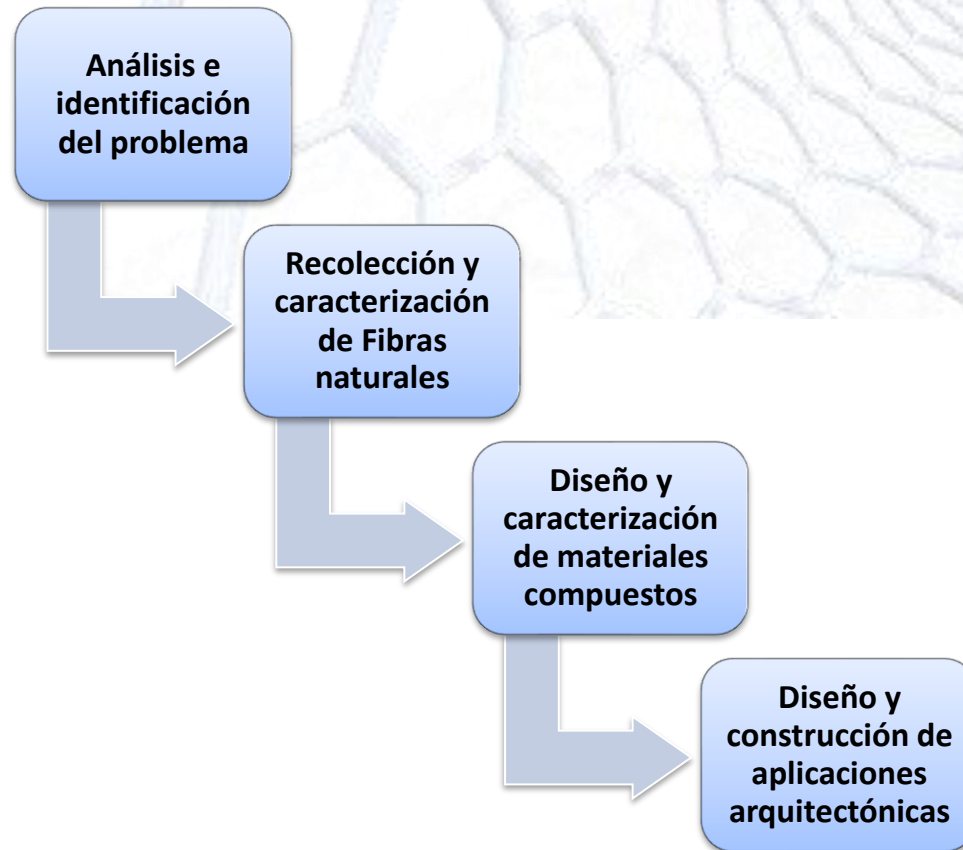 Análisis e
identificación
del problema
Recolección y
caracterización
de Fibras
naturales
Diseño y
caracterización
de materiales
compuestos
Diseño y
construcción de
aplicaciones
arquitectónicas